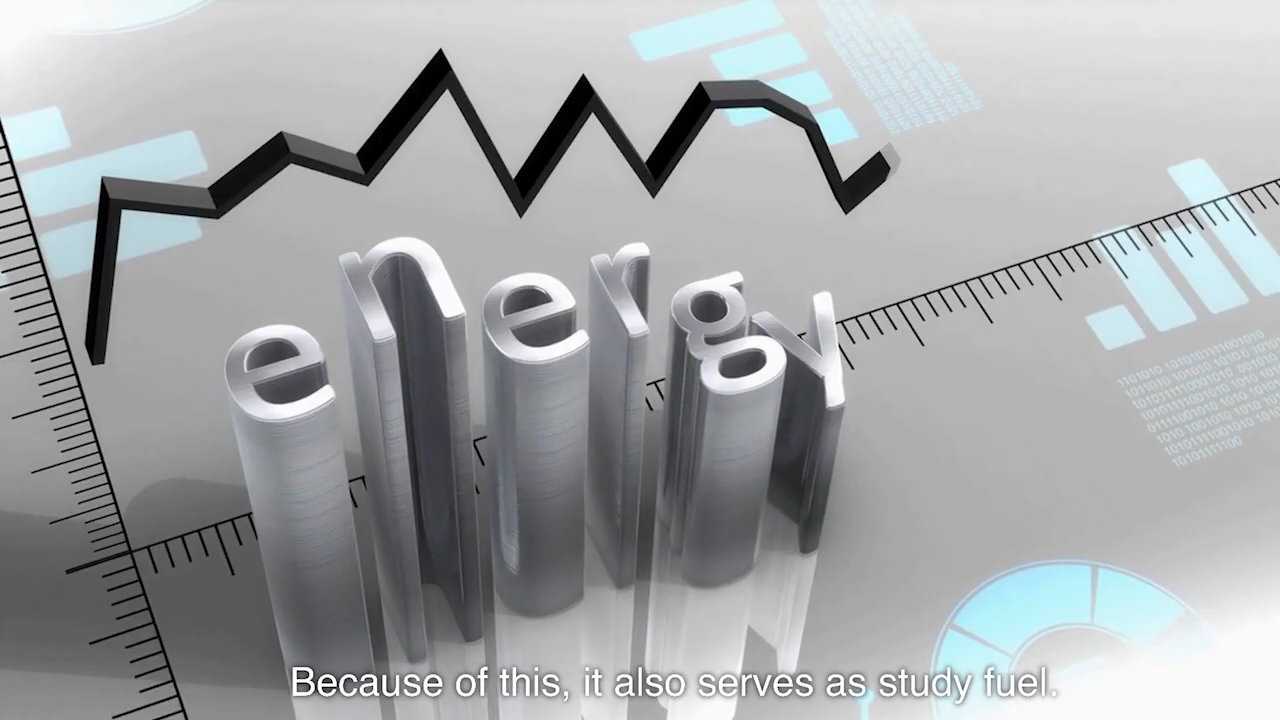 energy
Because of this, it also serves as study fuel.